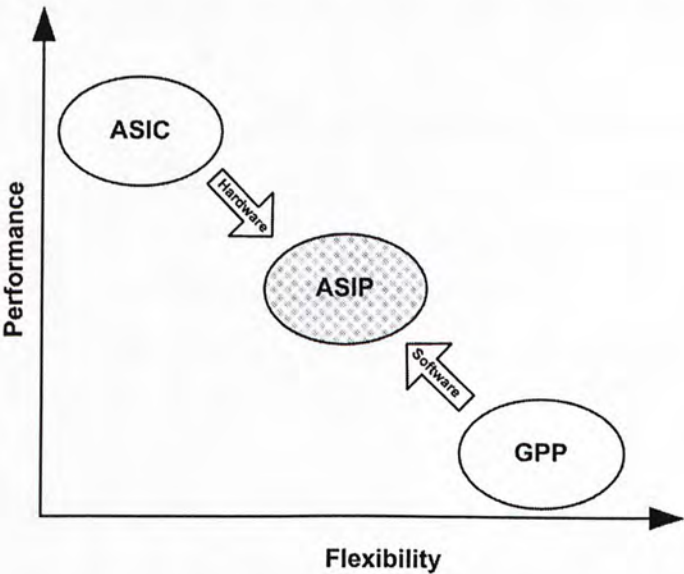 ASIC
Hardware
ASIP
Software
GPP
Performance
Flexibility